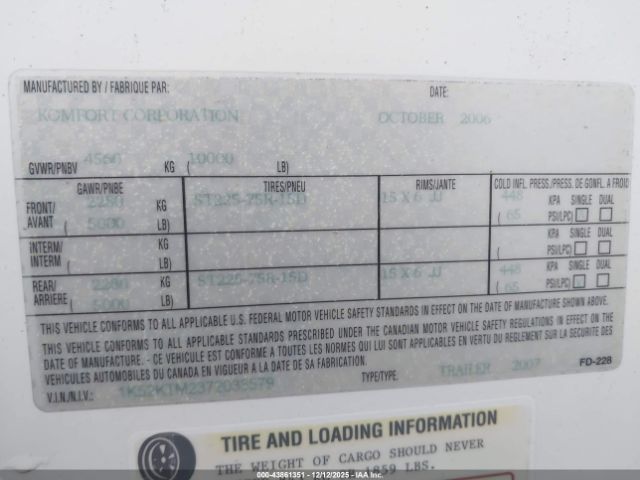 MANUFACTURED BY / FABRIQUE PAR: DATE:
KOMFORT CORPORATION OCTOBER 2006
GVWR/PNBV 4560 KG ( 10000 LB)
GAWR/PNBE TIRES/PNEU RIMS/JANTE COLD INFL. PRESS./PRESS. DE GONFL. A FROID
FRONT/ 2280 KG ST225-75R-15D 15 X 6 JJ 448 KPA SINGLE DUAL
AVANT ( 5000 LB) ( 65 PSI/LPC)
INTERM/ KG KPA SINGLE DUAL
INTERM ( LB) ( PSI/LPC)
REAR/ 2280 KG ST225-75R-15D 15 X 6 JJ 448 KPA SINGLE DUAL
ARRIERE ( 5000 LB) ( 65 PSI/LPC)
THIS VEHICLE CONFORMS TO ALL APPLICABLE U.S. FEDERAL MOTOR VEHICLE SAFETY STANDARDS IN EFFECT ON THE DATE OF MANUFACTURE SHOWN ABOVE.
THIS VEHICLE CONFORMS TO ALL APPLICABLE STANDARDS PRESCRIBED UNDER THE CANADIAN MOTOR VEHICLE SAFETY REGULATIONS IN EFFECT ON THE
DATE OF MANUFACTURE. - CE VEHICULE EST CONFORME A TOUTES LES NORMES QUI LUI SONT APPLICABLES EN VERTU DU REGLEMENT SUR LA SECURITE DES
VEHICULES AUTOMOBILES DU CANADA EN VIGUEUR A LA DATE DE SA FABRICATION. FD-228
V.I.N./N.I.V.: 1KS2KTM2372033579 TYPE/TYPE: TRAILER 2007
TIRE AND LOADING INFORMATION
THE WEIGHT OF CARGO SHOULD NEVER
1859 LBS.
000-43861351 - 12/12/2025 - IAAI.COM